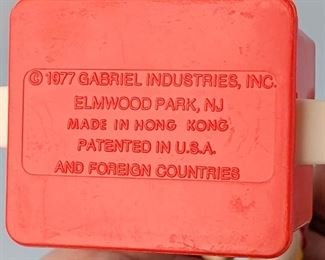 © 1977 GABRIEL INDUSTRIES, INC.
ELMWOOD PARK, NJ
MADE IN HONG KONG
PATENTED IN U.S.A.
AND FOREIGN COUNTRIES